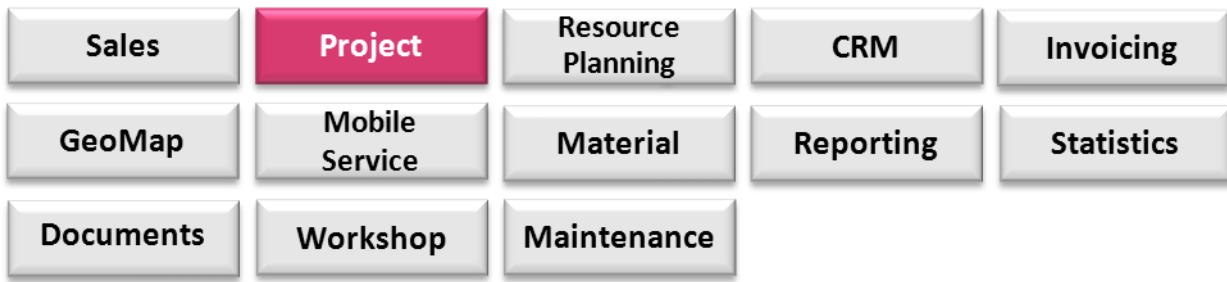 Sales
Project
Resource
Planning
CRM
Invoicing
GeoMap
Mobile
Service
Material
Reporting
Statistics
Documents
Workshop
Maintenance